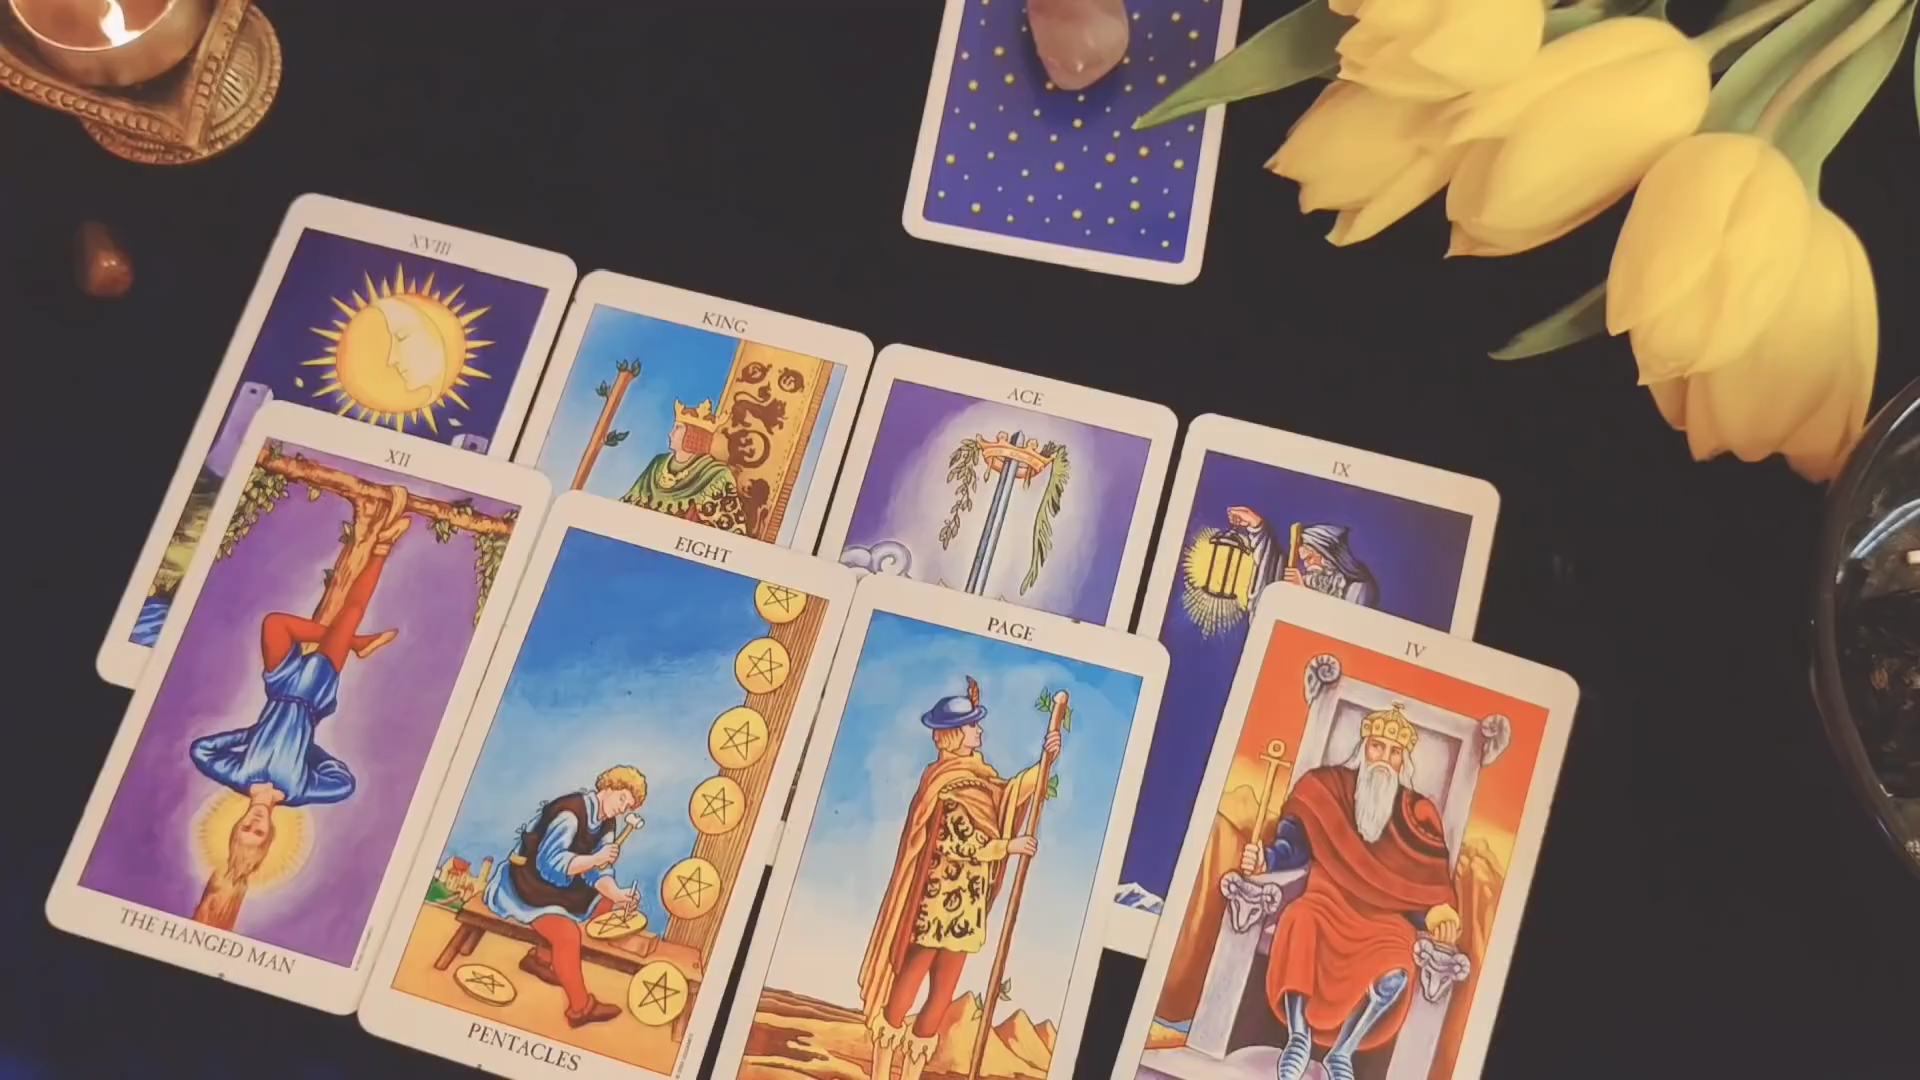 XVIII
KING
ACE
IX
XII
EIGHT
PAGE
IV
THE HANGED MAN
PENTACLES